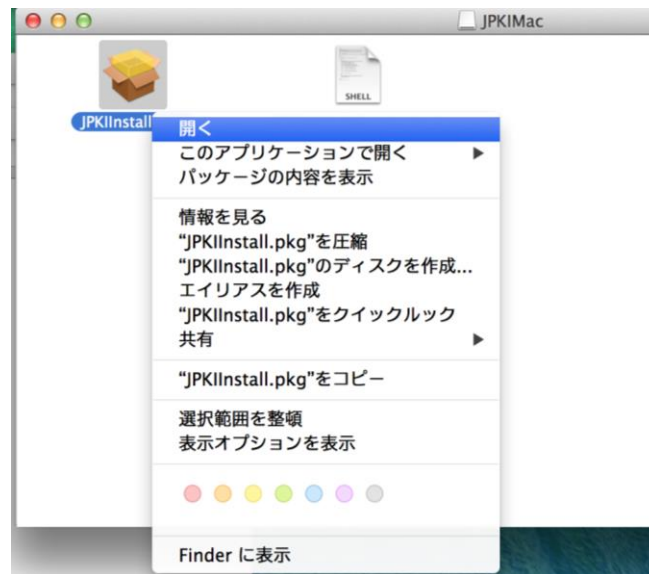 JPKIMac
SHELL
JPKIInstall
開く
このアプリケーションで開く
パッケージの内容を表示
情報を見る
“JPKIInstall.pkg”を圧縮
“JPKIInstall.pkg”のディスクを作成...
エイリアスを作成
“JPKIInstall.pkg”をクイックルック
共有
“JPKIInstall.pkg”をコピー
選択範囲を整頓
表示オプションを表示
Finder に表示